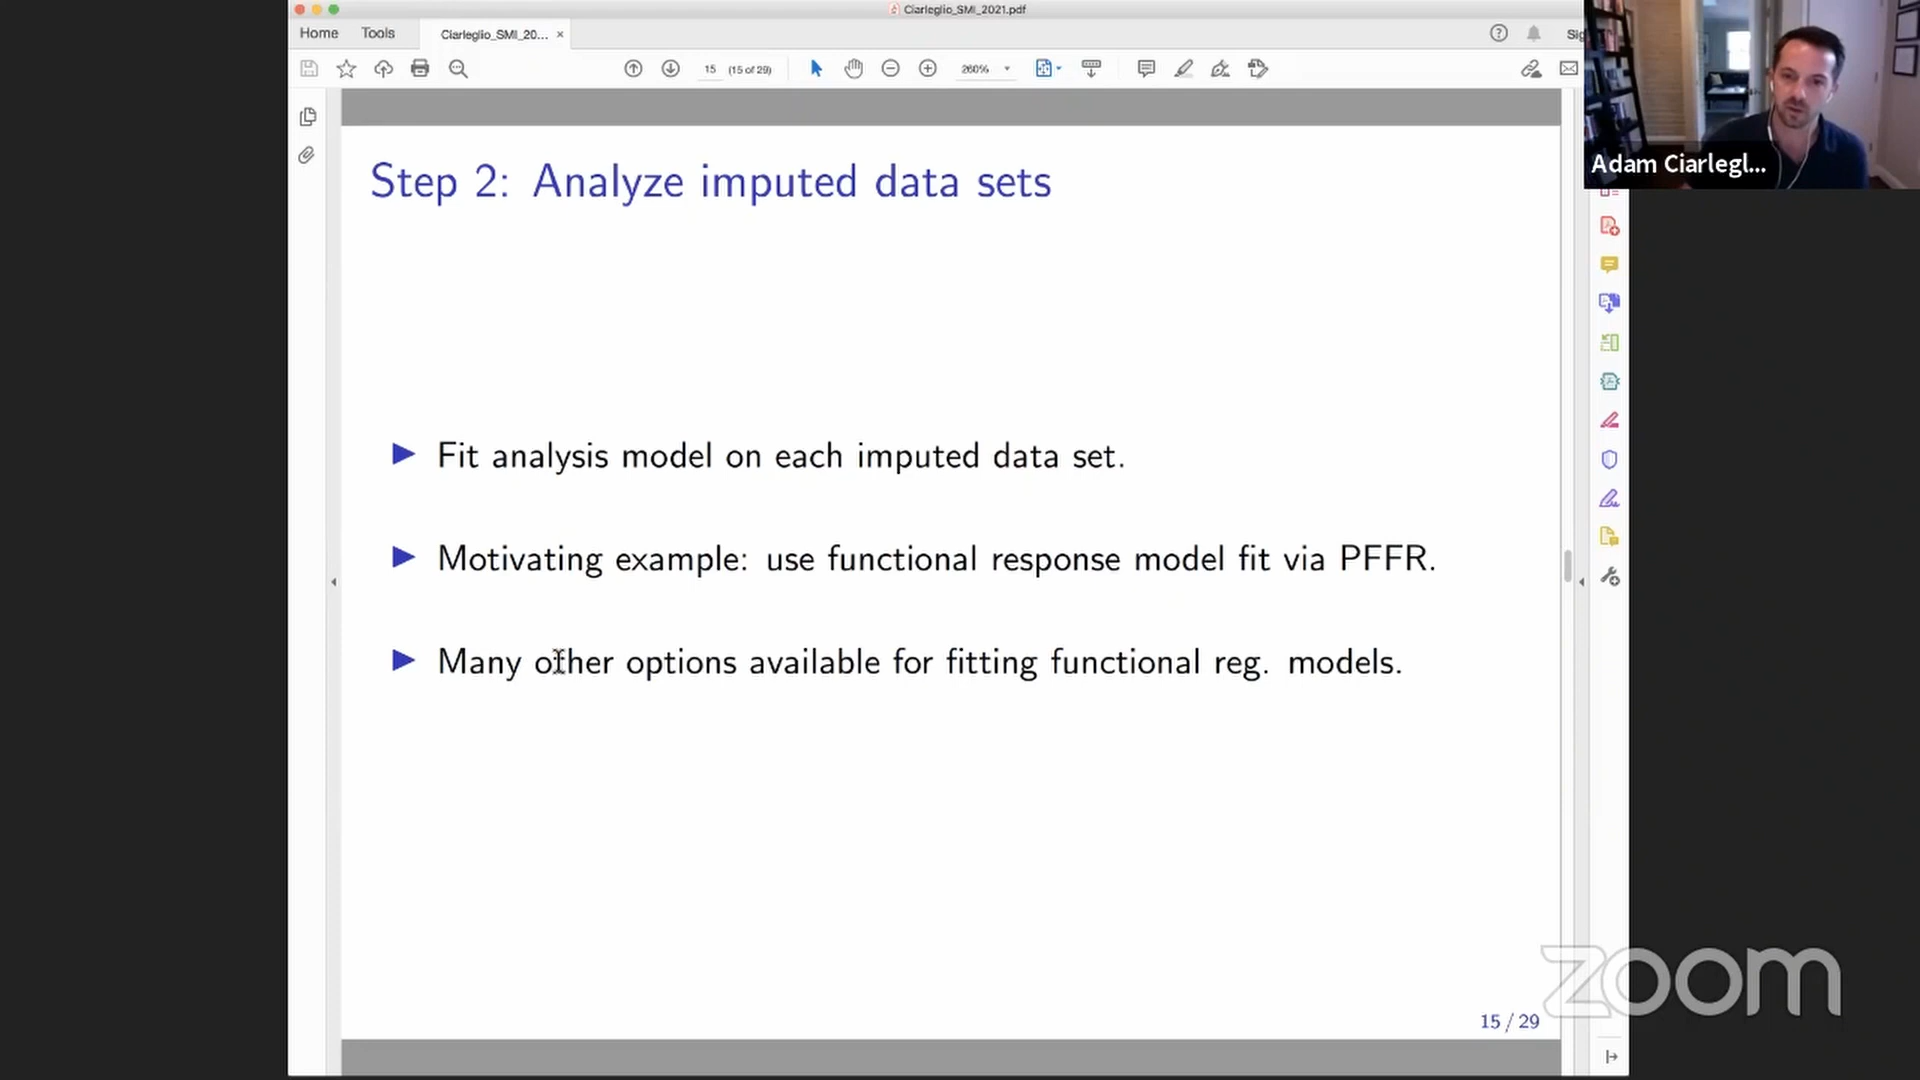 Ciarleglio_SMI_2021.pdf
Home Tools Ciarleglio_SMI_20... × Sig
15 (15 of 29) 260%
Adam Ciarlegl...
Step 2: Analyze imputed data sets
Fit analysis model on each imputed data set.
Motivating example: use functional response model fit via PFFR.
Many other options available for fitting functional reg. models.
15 / 29
zoom